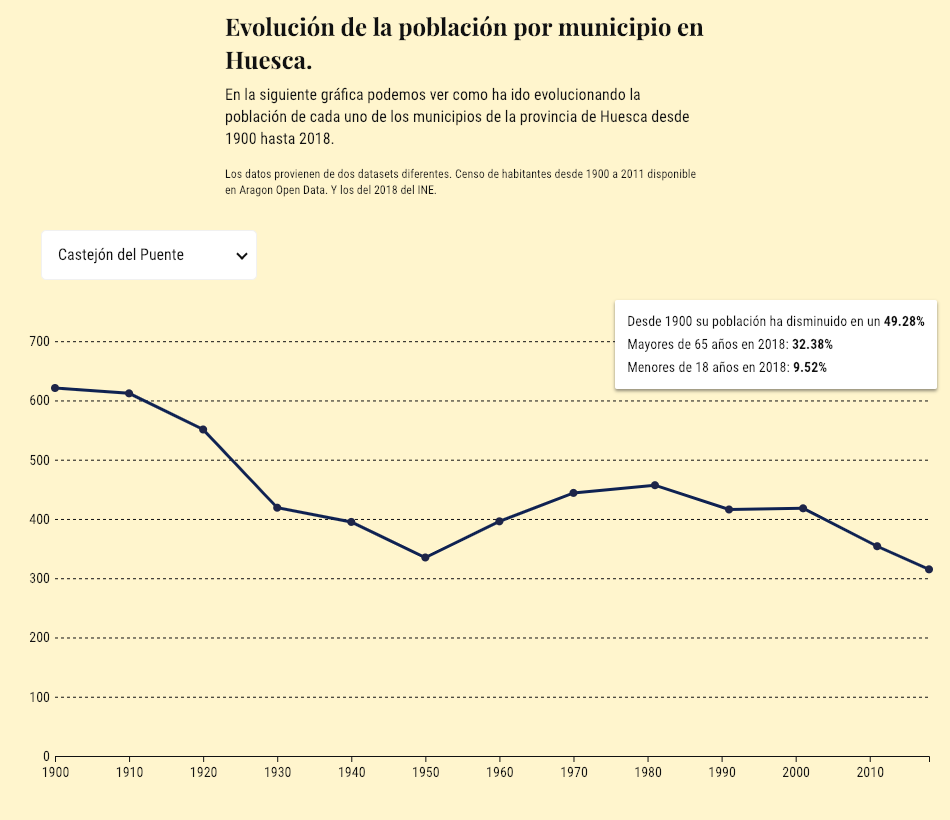 Evolución de la población por municipio en
Huesca.
En la siguiente gráfica podemos ver como ha ido evolucionando la
población de cada uno de los municipios de la provincia de Huesca desde
1900 hasta 2018.
Los datos provienen de dos datasets diferentes. Censo de habitantes desde 1900 a 2011 disponible
en Aragon Open Data. Y los del 2018 del INE.
Castejón del Puente
Desde 1900 su población ha disminuido en un 49.28%
Mayores de 65 años en 2018: 32.38%
Menores de 18 años en 2018: 9.52%
700
600
500
400
300
200
100
0
1900 1910 1920 1930 1940 1950 1960 1970 1980 1990 2000 2010